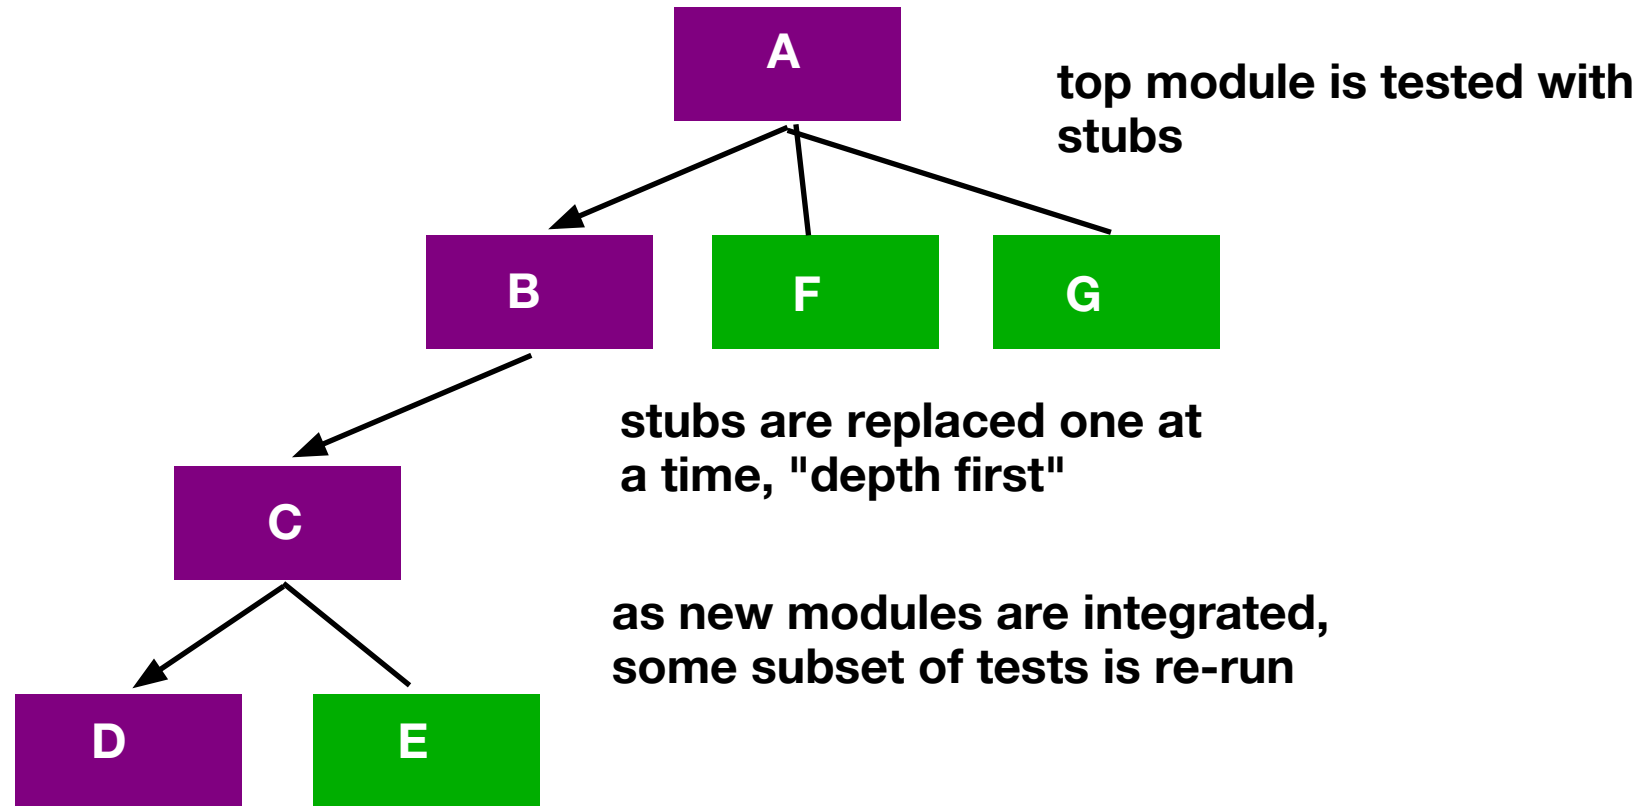 A
top module is tested with
stubs
B
F
G
stubs are replaced one at
a time, "depth first"
C
as new modules are integrated,
some subset of tests is re-run
D
E